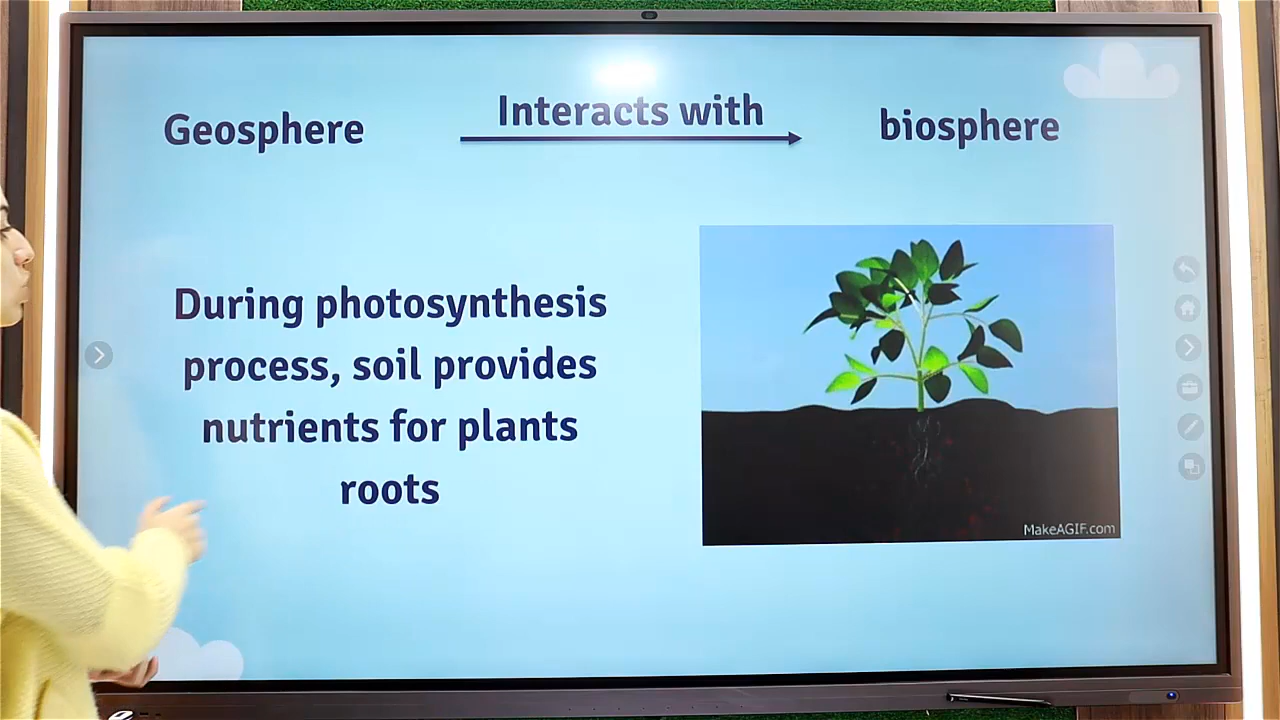 Geosphere
Interacts with
biosphere
During photosynthesis
process, soil provides
nutrients for plants
roots
MakeAGIF.com